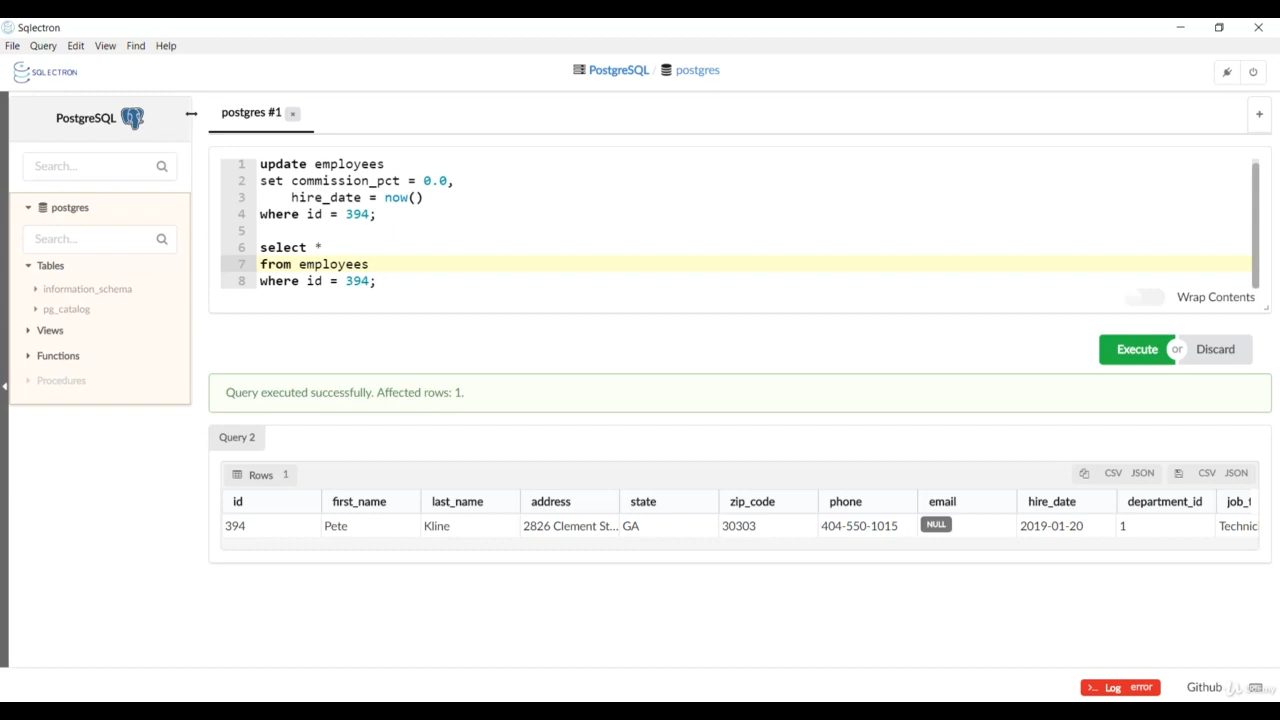 Sqlectron
File Query Edit View Find Help
SQLECTRON
PostgreSQL / postgres
PostgreSQL
postgres #1 ×
+
Search...
1 update employees
2 set commission_pct = 0.0,
3     hire_date = now()
4 where id = 394;
5
6 select *
7 from employees
8 where id = 394;
postgres
Search...
Tables
information_schema
pg_catalog
Views
Functions
Procedures
Wrap Contents
Execute or Discard
Query executed successfully. Affected rows: 1.
Query 2
Rows 1 CSV JSON CSV JSON
id first_name last_name address state zip_code phone email hire_date department_id job_t
394 Pete Kline 2826 Clement St... GA 30303 404-550-1015 NULL 2019-01-20 1 Technic
>_ Log error Github
Udemy